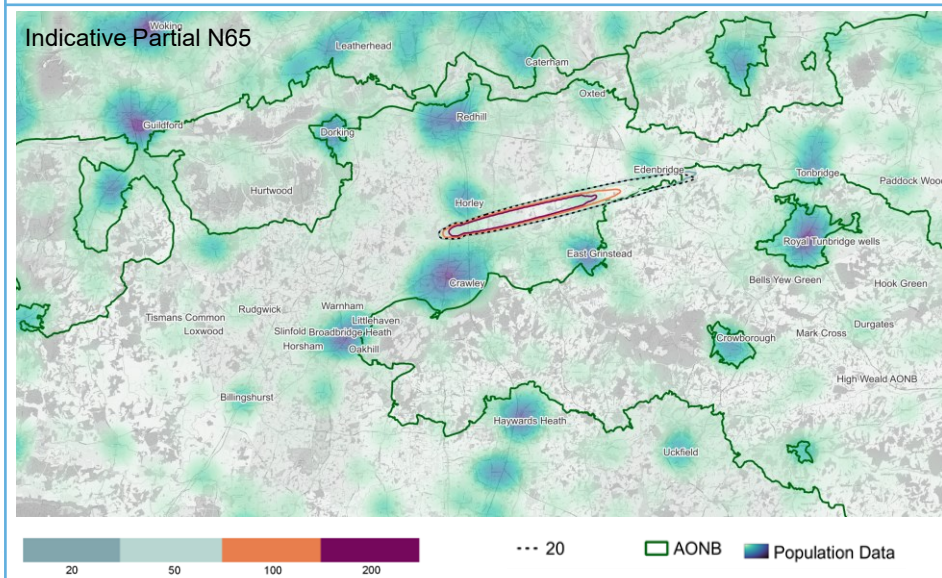 Indicative Partial N65
Woking
Leatherhead
Caterham
Oxted
Guildford
Redhill
Dorking
Edenbridge
Tonbridge
Paddock Wood
Hurtwood
Horley
Royal Tunbridge wells
East Grinstead
Bells Yew Green
Hook Green
Crawley
Warnham
Rudgwick
Tismans Common
Littlehaven
Loxwood
Slinfold Broadbridge Heath
Durgates
Mark Cross
Crowborough
Horsham
Oakhill
High Weald AONB
Billingshurst
Haywards Heath
Uckfield
20 50 100 200
20
AONB
Population Data